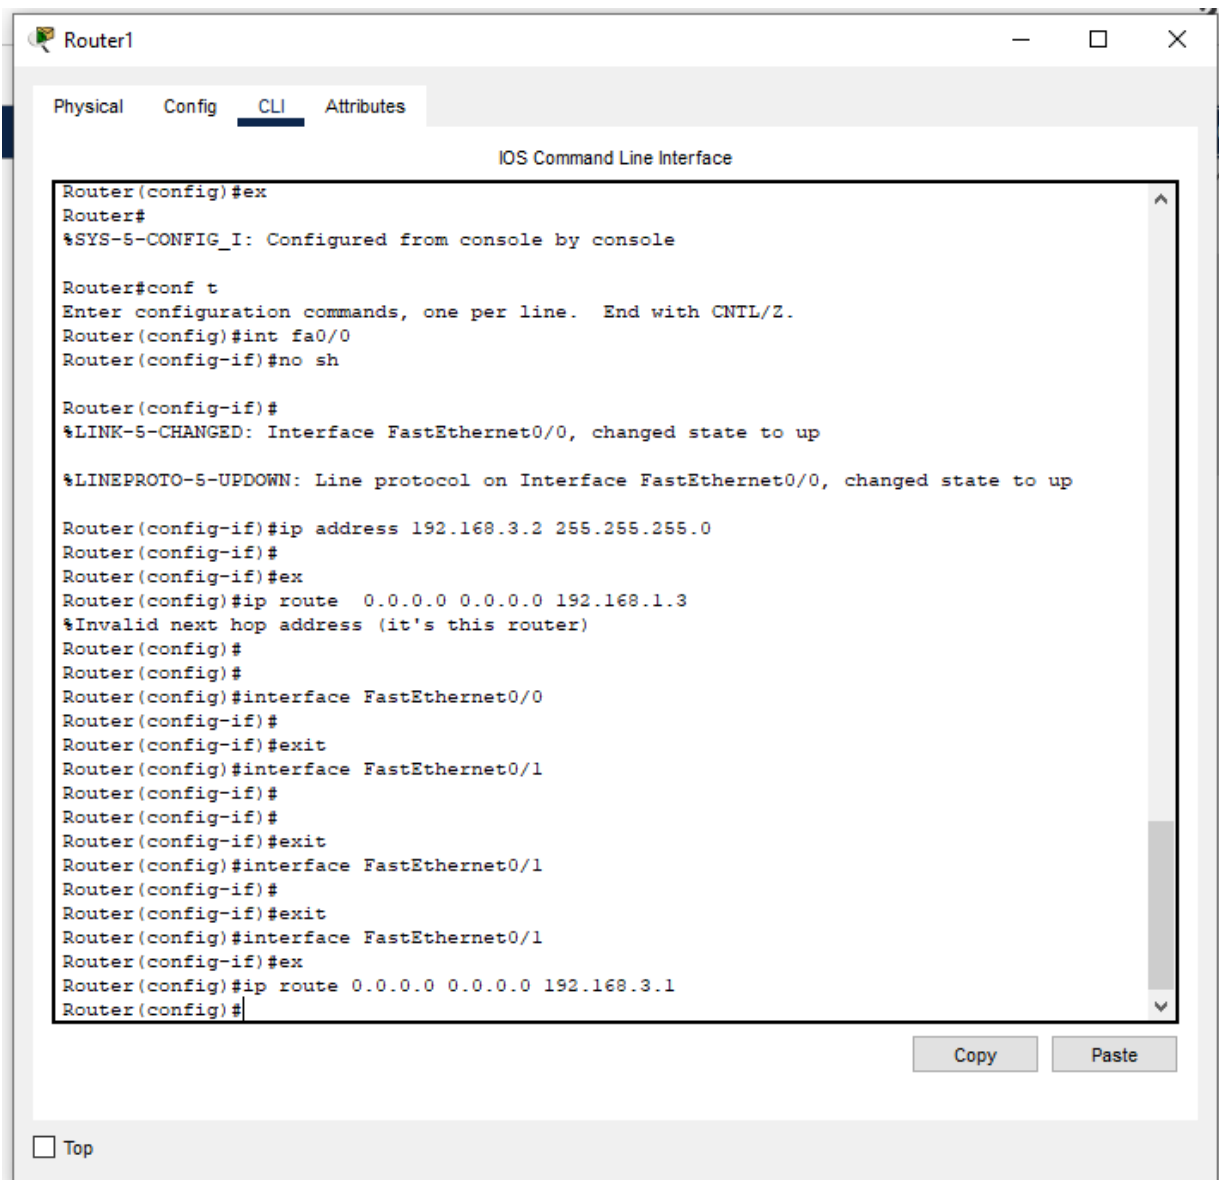 Router1
Physical Config CLI Attributes
IOS Command Line Interface
Router(config)#ex
Router#
%SYS-5-CONFIG_I: Configured from console by console
Router#conf t
Enter configuration commands, one per line.  End with CNTL/Z.
Router(config)#int fa0/0
Router(config-if)#no sh
Router(config-if)#
%LINK-5-CHANGED: Interface FastEthernet0/0, changed state to up
%LINEPROTO-5-UPDOWN: Line protocol on Interface FastEthernet0/0, changed state to up
Router(config-if)#ip address 192.168.3.2 255.255.255.0
Router(config-if)#
Router(config-if)#ex
Router(config)#ip route  0.0.0.0 0.0.0.0 192.168.1.3
%Invalid next hop address (it's this router)
Router(config)#
Router(config)#
Router(config)#interface FastEthernet0/0
Router(config-if)#
Router(config-if)#exit
Router(config)#interface FastEthernet0/1
Router(config-if)#
Router(config-if)#
Router(config-if)#exit
Router(config)#interface FastEthernet0/1
Router(config-if)#
Router(config-if)#exit
Router(config)#interface FastEthernet0/1
Router(config-if)#ex
Router(config)#ip route 0.0.0.0 0.0.0.0 192.168.3.1
Router(config)#
Copy Paste
Top